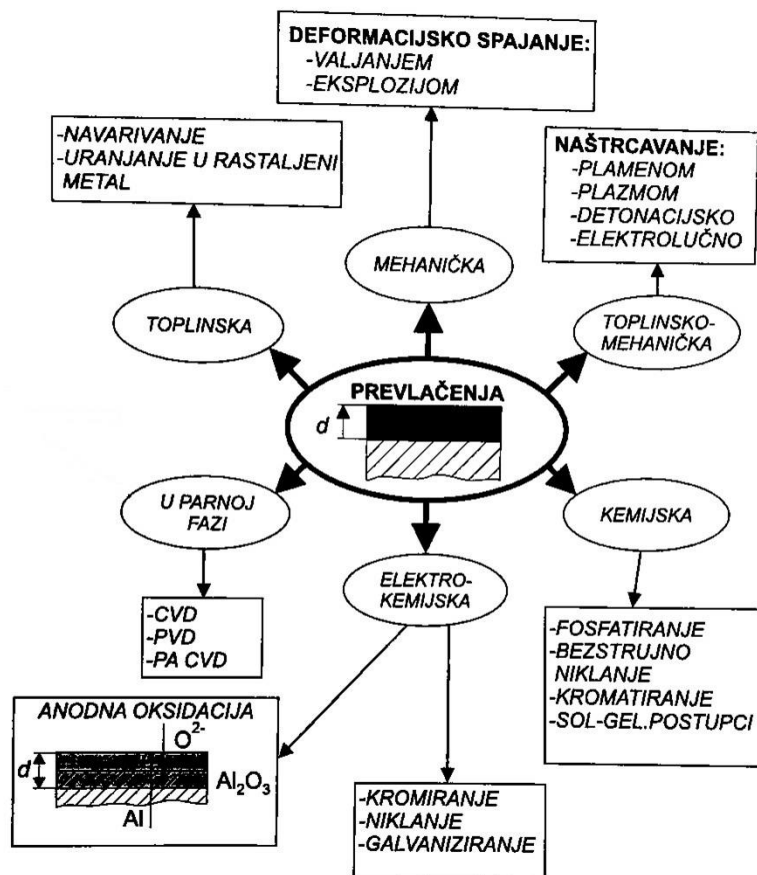 DEFORMACIJSKO SPAJANJE:
-VALJANJEM
-EKSPLOZIJOM
-NAVARIVANJE
-URANJANJE U RASTALJENI
METAL
NAŠTRCAVANJE:
-PLAMENOM
-PLAZMOM
-DETONACIJSKO
-ELEKTROLUČNO
MEHANIČKA
TOPLINSKA
TOPLINSKO-
MEHANIČKA
PREVLAČENJA
d
U PARNOJ
FAZI
KEMIJSKA
ELEKTRO-
KEMIJSKA
-CVD
-PVD
-PA CVD
-FOSFATIRANJE
-BEZSTRUJNO
NIKLANJE
-KROMATIRANJE
-SOL-GEL.POSTUPCI
ANODNA OKSIDACIJA
O²⁻
d
Al₂O₃
Al
-KROMIRANJE
-NIKLANJE
-GALVANIZIRANJE